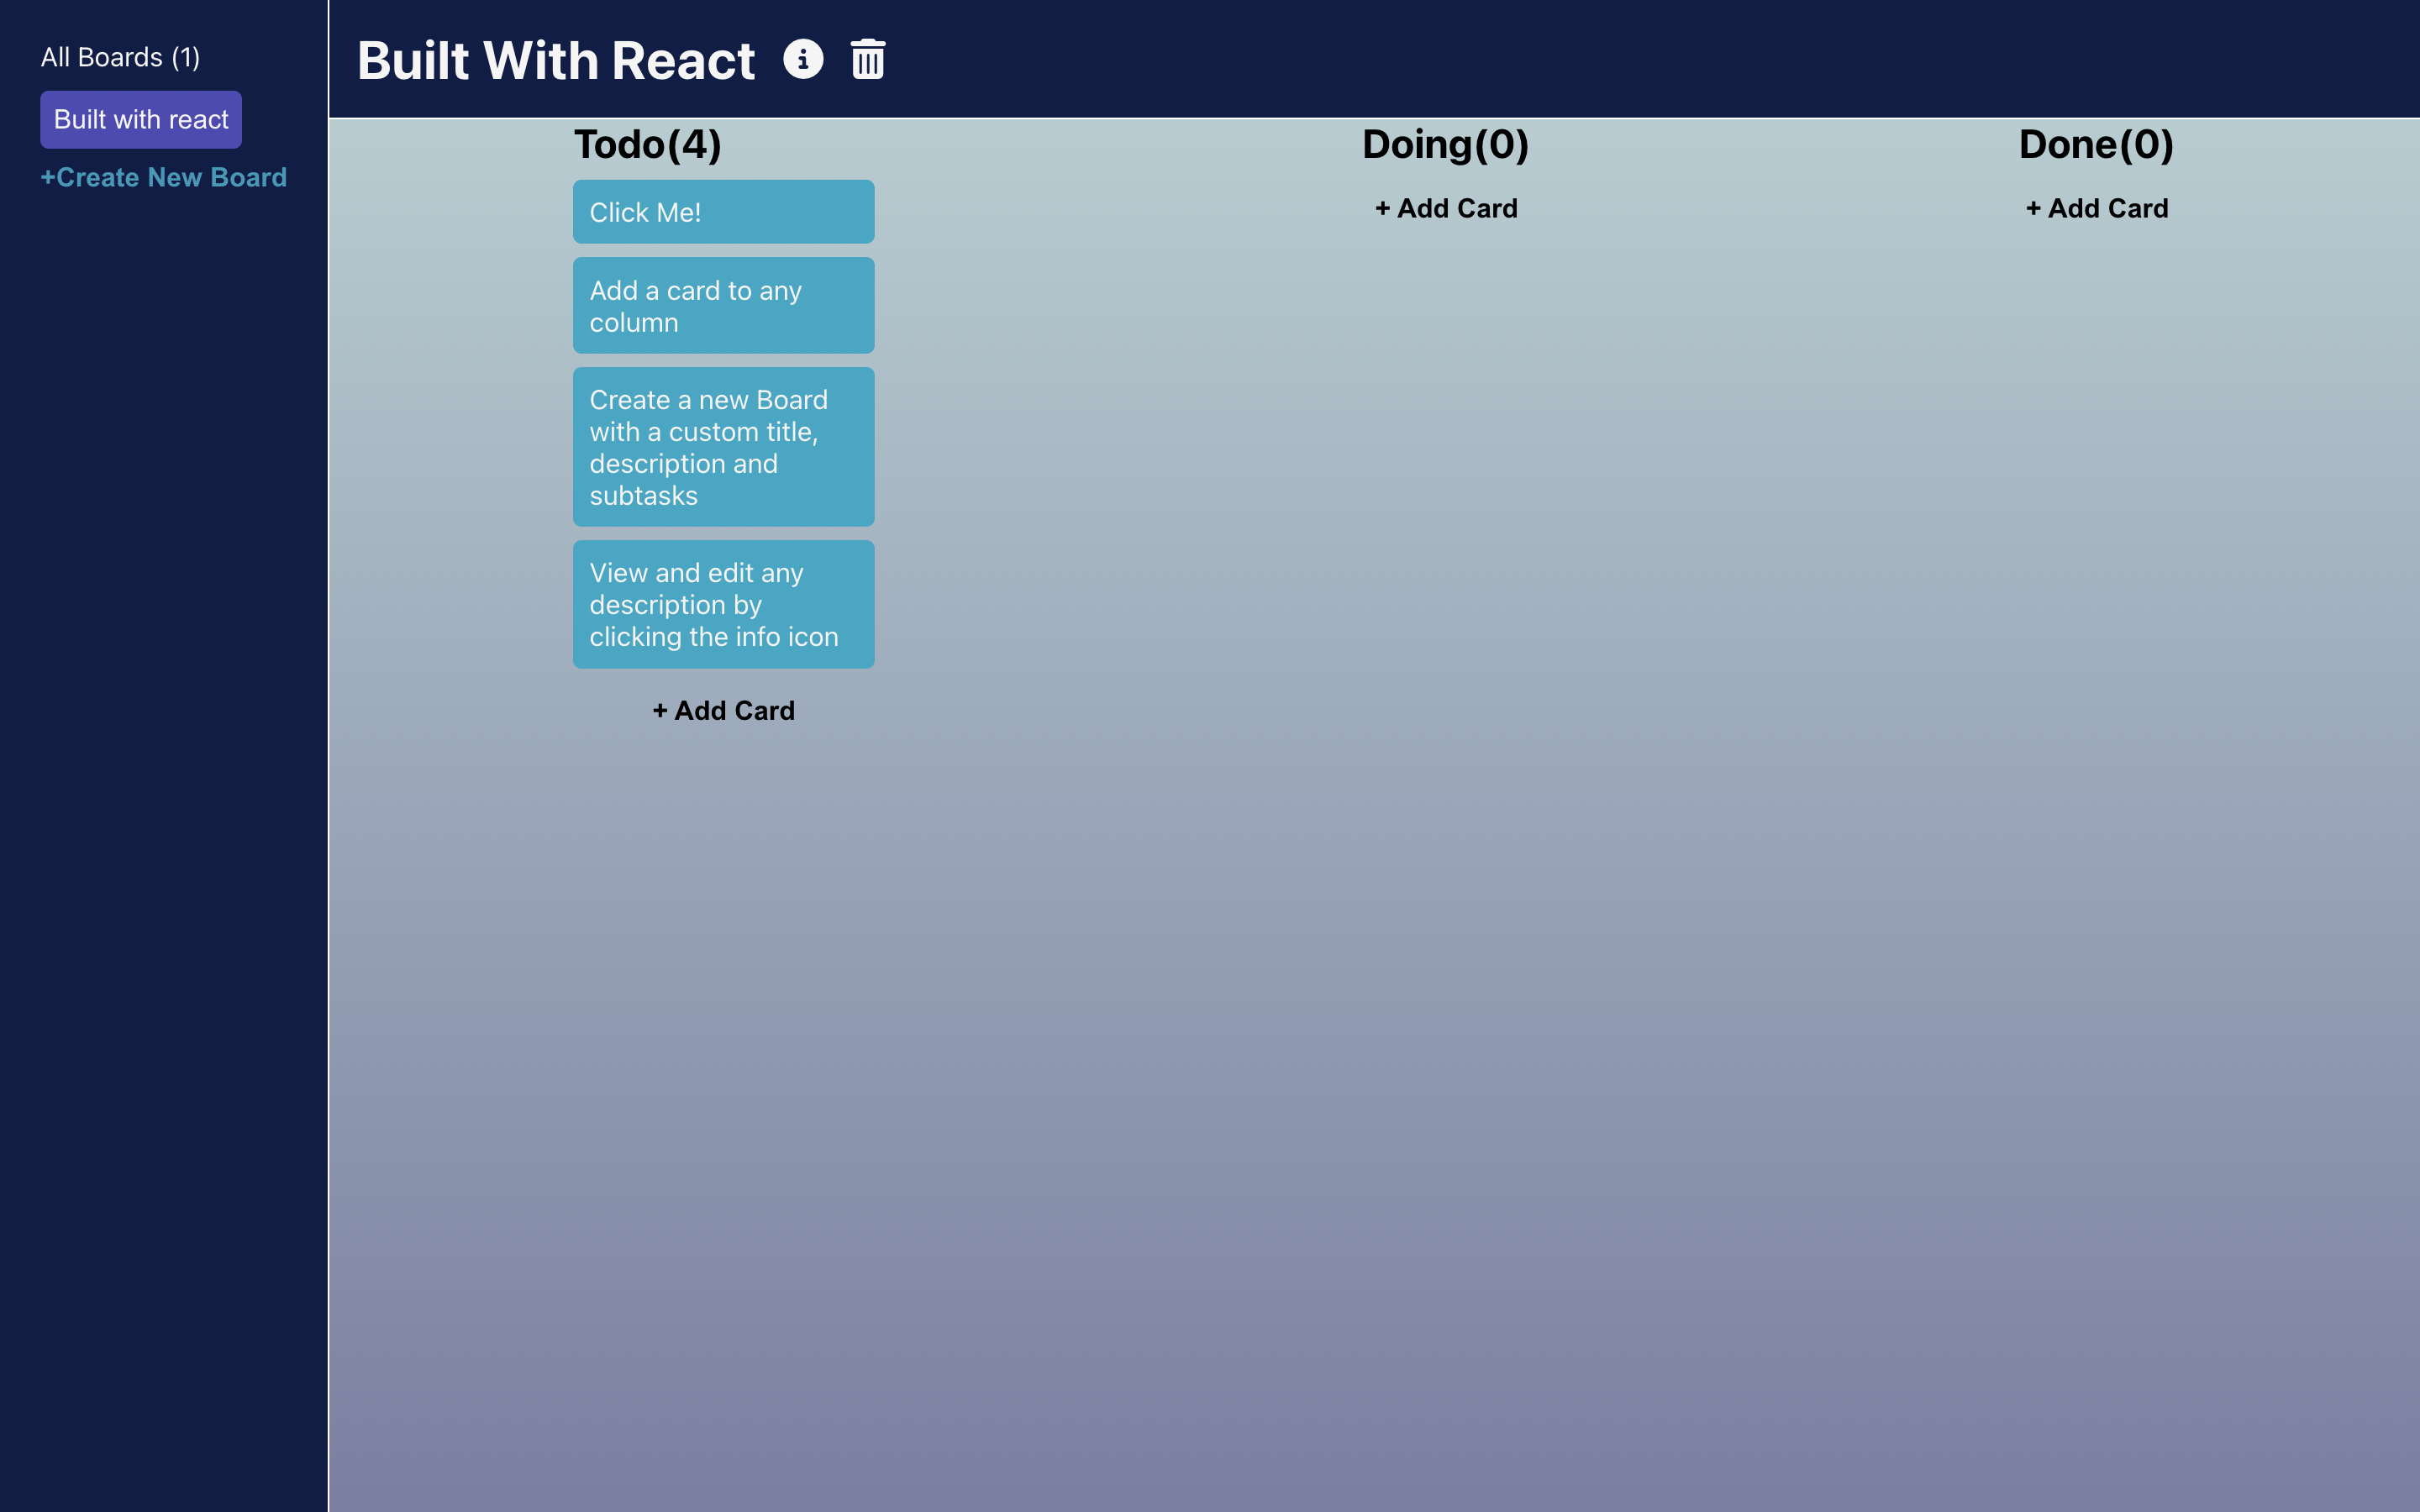 All Boards (1)
Built with react
+Create New Board
Built With React
Todo(4)
Click Me!
Add a card to any
column
Create a new Board
with a custom title,
description and
subtasks
View and edit any
description by
clicking the info icon
+ Add Card
Doing(0)
+ Add Card
Done(0)
+ Add Card